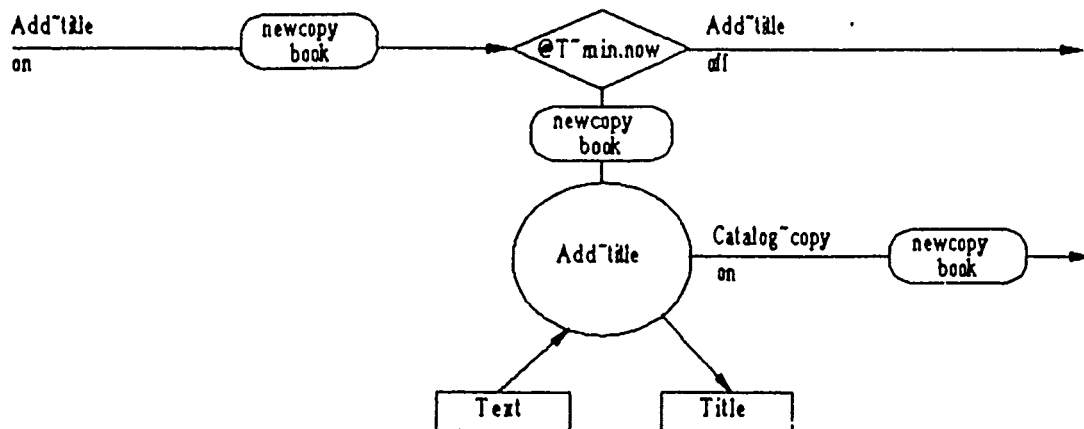 Add~title
on
newcopy
book
@T~min.now
Add~title
off
newcopy
book
Add~title
Catalog~copy
on
newcopy
book
Text
Title